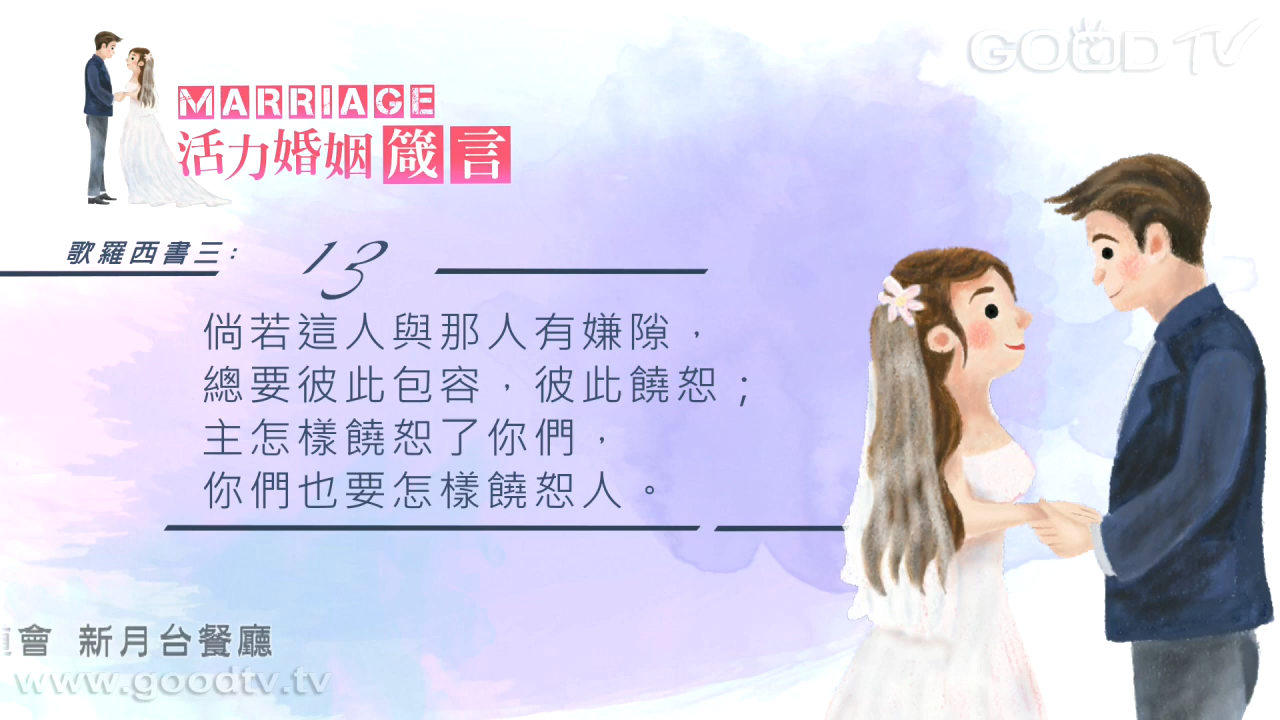 GOOD TV
MARRIAGE
活力婚姻箴言
歌羅西書三：13
倘若這人與那人有嫌隙，
總要彼此包容，彼此饒恕；
主怎樣饒恕了你們，
你們也要怎樣饒恕人。
會 新月台餐廳
www.goodtv.tv